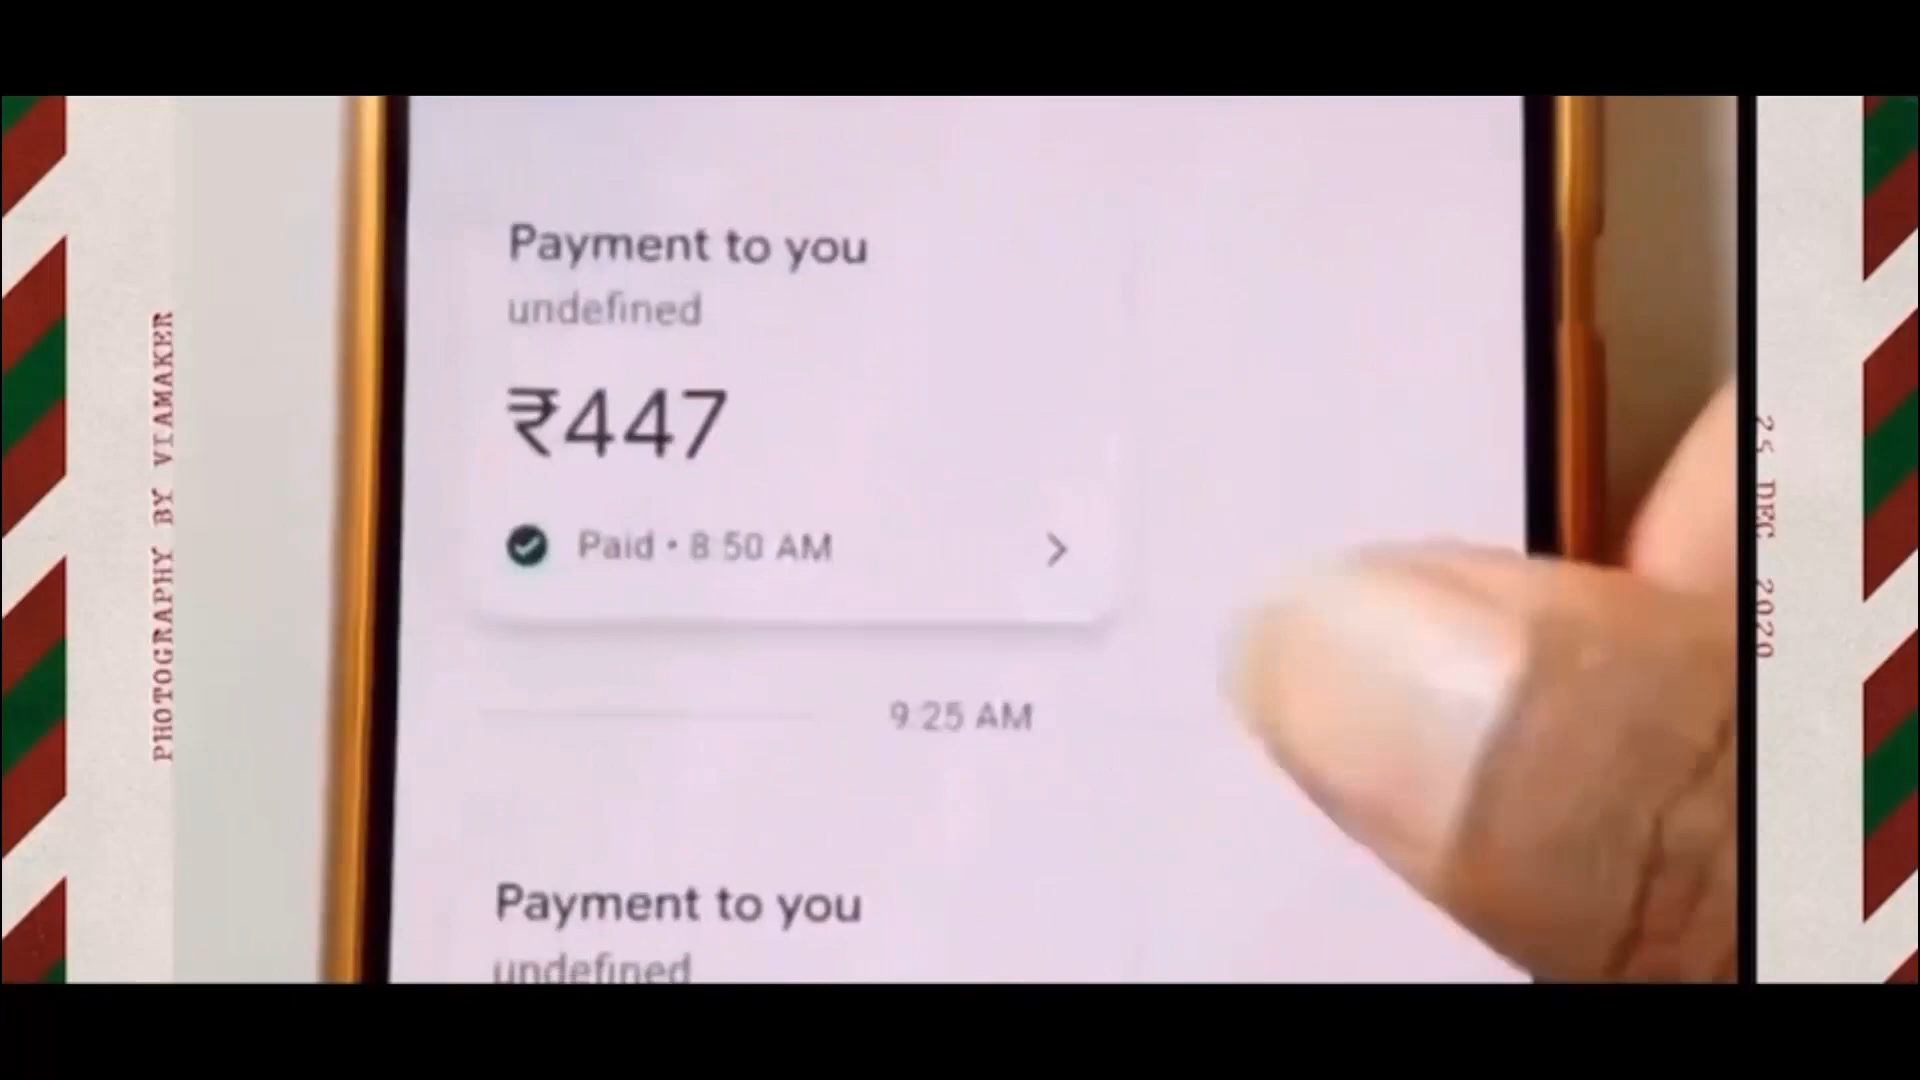 Payment to you
undefined
₹447
Paid • 8:50 AM
9:25 AM
Payment to you
undefined
PHOTOGRAPHY BY VIAMAKER
25 DEC 2020